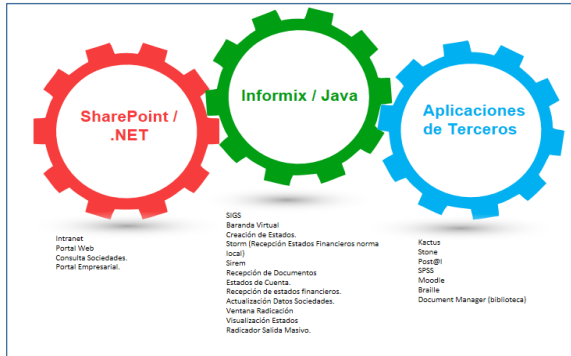 SharePoint /
.NET
Informix / Java
Aplicaciones
de Terceros
Intranet
Portal Web
Consulta Sociedades.
Portal Empresarial.
SIGS
Baranda Virtual
Creación de Estados.
Storm (Recepción Estados Financieros norma
local)
Sirem
Recepción de Documentos
Estados de Cuenta.
Recepción de estados financieros.
Actualización Datos Sociedades.
Ventana Radicación
Visualización Estados
Radicador Salida Masivo.
Kactus
Stone
Post@l
SPSS
Moodle
Braille
Document Manager (biblioteca)